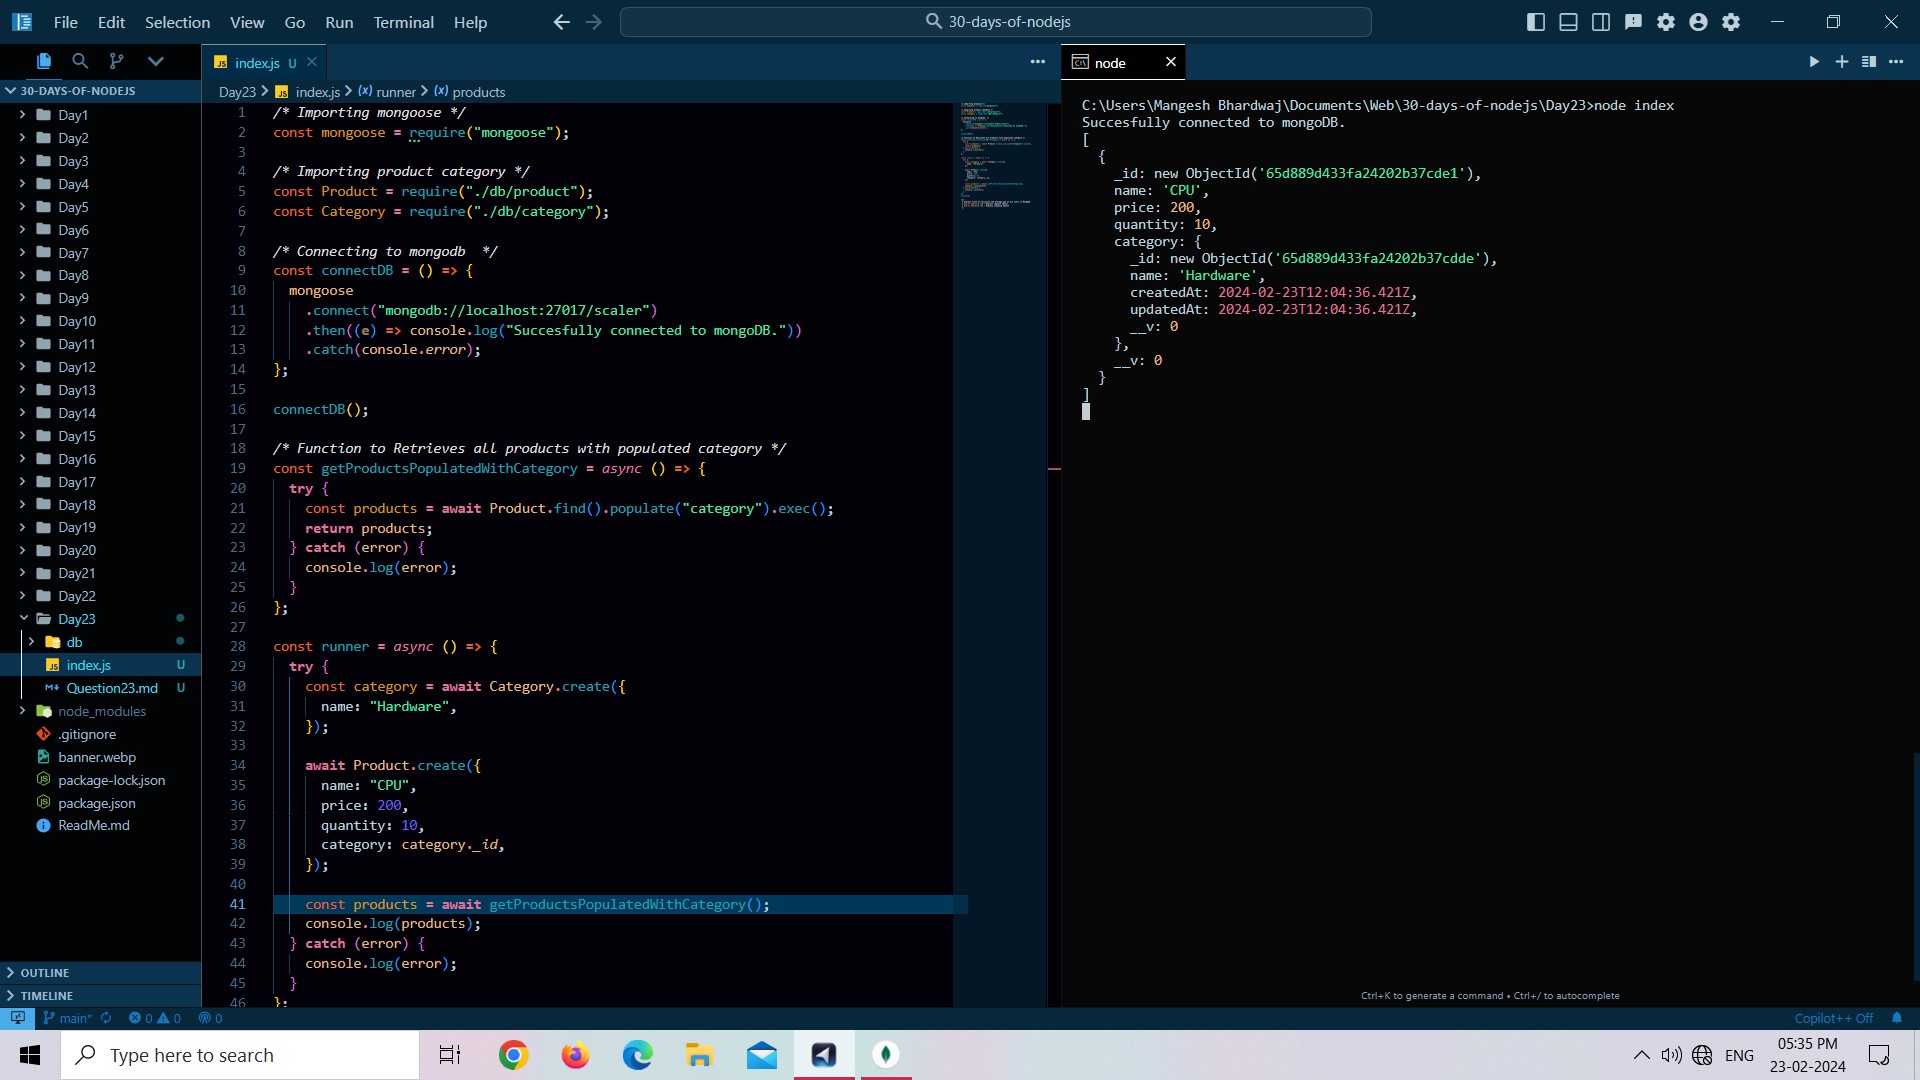 File Edit Selection View Go Run Terminal Help
30-days-of-nodejs
index.js U
node
30-DAYS-OF-NODEJS
Day1
Day2
Day3
Day4
Day5
Day6
Day7
Day8
Day9
Day10
Day11
Day12
Day13
Day14
Day15
Day16
Day17
Day18
Day19
Day20
Day21
Day22
Day23
db
index.js U
Question23.md U
node_modules
.gitignore
banner.webp
package-lock.json
package.json
ReadMe.md
OUTLINE
TIMELINE
Day23 > index.js > runner > products
1 /* Importing mongoose */
2 const mongoose = require("mongoose");
3
4 /* Importing product category */
5 const Product = require("./db/product");
6 const Category = require("./db/category");
7
8 /* Connecting to mongodb  */
9 const connectDB = () => {
10   mongoose
11     .connect("mongodb://localhost:27017/scaler")
12     .then((e) => console.log("Succesfully connected to mongoDB."))
13     .catch(console.error);
14 };
15
16 connectDB();
17
18 /* Function to Retrieves all products with populated category */
19 const getProductsPopulatedWithCategory = async () => {
20   try {
21     const products = await Product.find().populate("category").exec();
22     return products;
23   } catch (error) {
24     console.log(error);
25   }
26 };
27
28 const runner = async () => {
29   try {
30     const category = await Category.create({
31       name: "Hardware",
32     });
33
34     await Product.create({
35       name: "CPU",
36       price: 200,
37       quantity: 10,
38       category: category._id,
39     });
40
41     const products = await getProductsPopulatedWithCategory();
42     console.log(products);
43   } catch (error) {
44     console.log(error);
45   }
46 };
C:\Users\Mangesh Bhardwaj\Documents\Web\30-days-of-nodejs\Day23>node index
Succesfully connected to mongoDB.
[
  {
    _id: new ObjectId('65d889d433fa24202b37cde1'),
    name: 'CPU',
    price: 200,
    quantity: 10,
    category: {
      _id: new ObjectId('65d889d433fa24202b37cdde'),
      name: 'Hardware',
      createdAt: 2024-02-23T12:04:36.421Z,
      updatedAt: 2024-02-23T12:04:36.421Z,
      __v: 0
    },
    __v: 0
  }
]
Ctrl+K to generate a command • Ctrl+/ to autocomplete
main* 0 0 0
Copilot++ Off
Type here to search
ENG
05:35 PM
23-02-2024